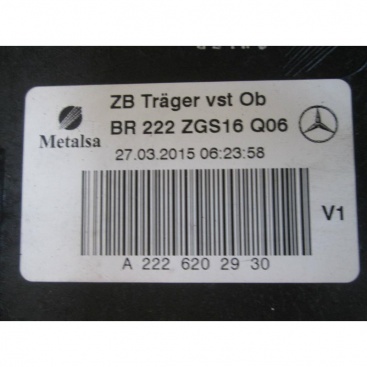 ZB Träger vst Ob
BR 222 ZGS16 Q06
Metalsa
27.03.2015 06:23:58
V1
A 222 620 29 30